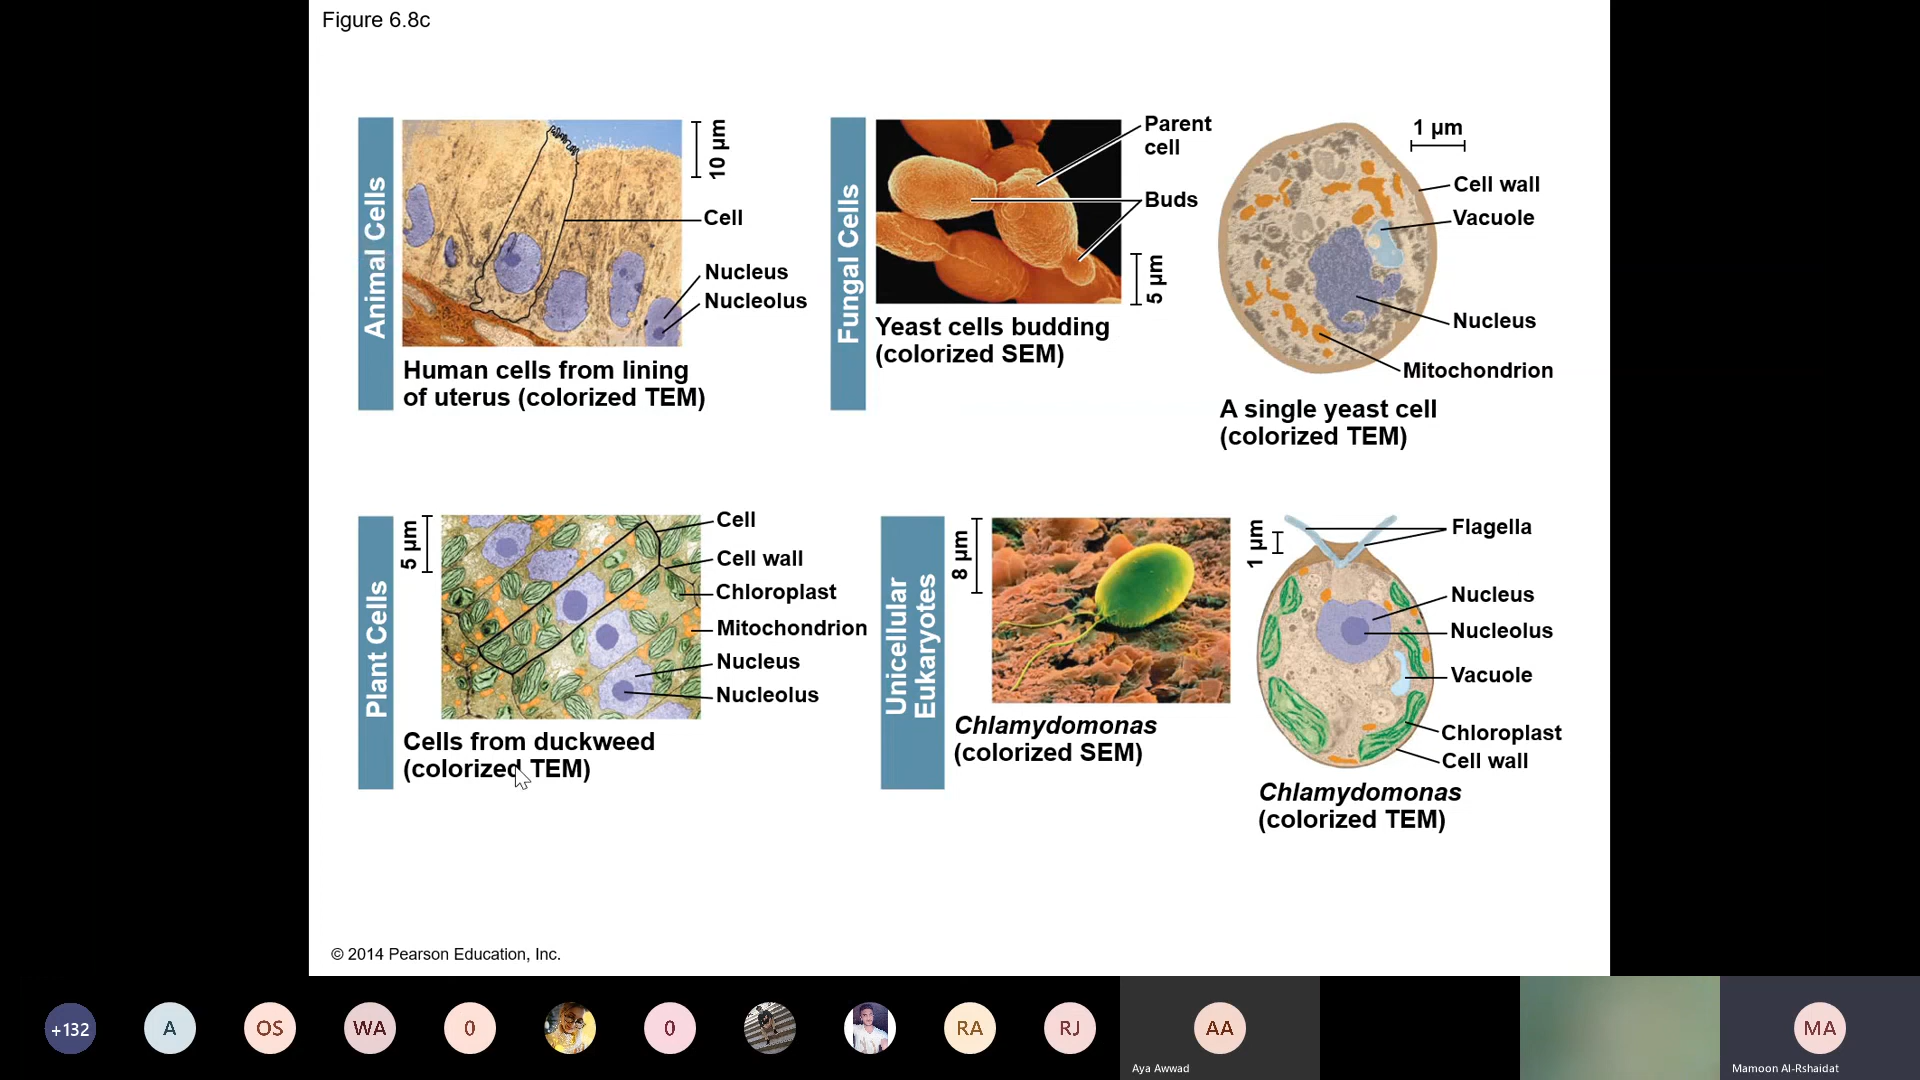 Figure 6.8c
Animal Cells
10 µm
Cell
Nucleus
Nucleolus
Human cells from lining
of uterus (colorized TEM)
Fungal Cells
Parent
cell
Buds
5 µm
Yeast cells budding
(colorized SEM)
1 µm
Cell wall
Vacuole
Nucleus
Mitochondrion
A single yeast cell
(colorized TEM)
Plant Cells
5 µm
Cell
Cell wall
Chloroplast
Mitochondrion
Nucleus
Nucleolus
Cells from duckweed
(colorized TEM)
Unicellular
Eukaryotes
8 µm
Chlamydomonas
(colorized SEM)
1 µm
Flagella
Nucleus
Nucleolus
Vacuole
Chloroplast
Cell wall
Chlamydomonas
(colorized TEM)
© 2014 Pearson Education, Inc.
+132
A
OS
WA
0
0
RA
RJ
AA
Aya Awwad
MA
Mamoon Al-Rshaidat